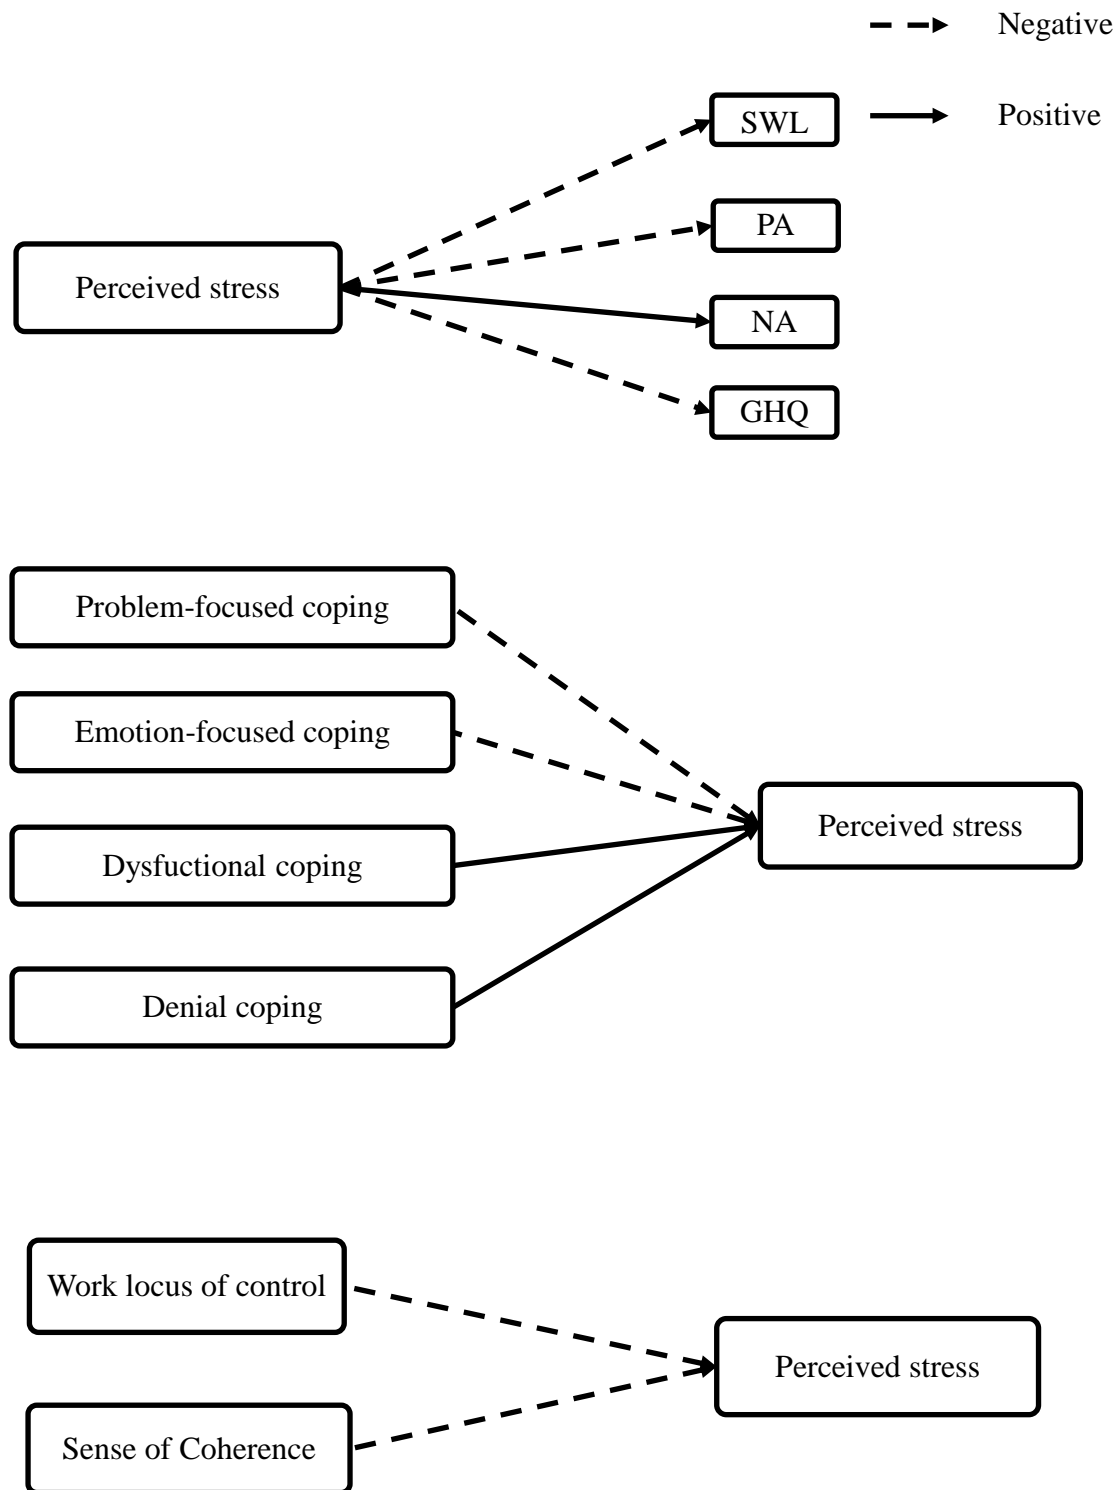 Negative
SWL
Positive
PA
Perceived stress
NA
GHQ
Problem-focused coping
Emotion-focused coping
Perceived stress
Dysfuctional coping
Denial coping
Work locus of control
Perceived stress
Sense of Coherence